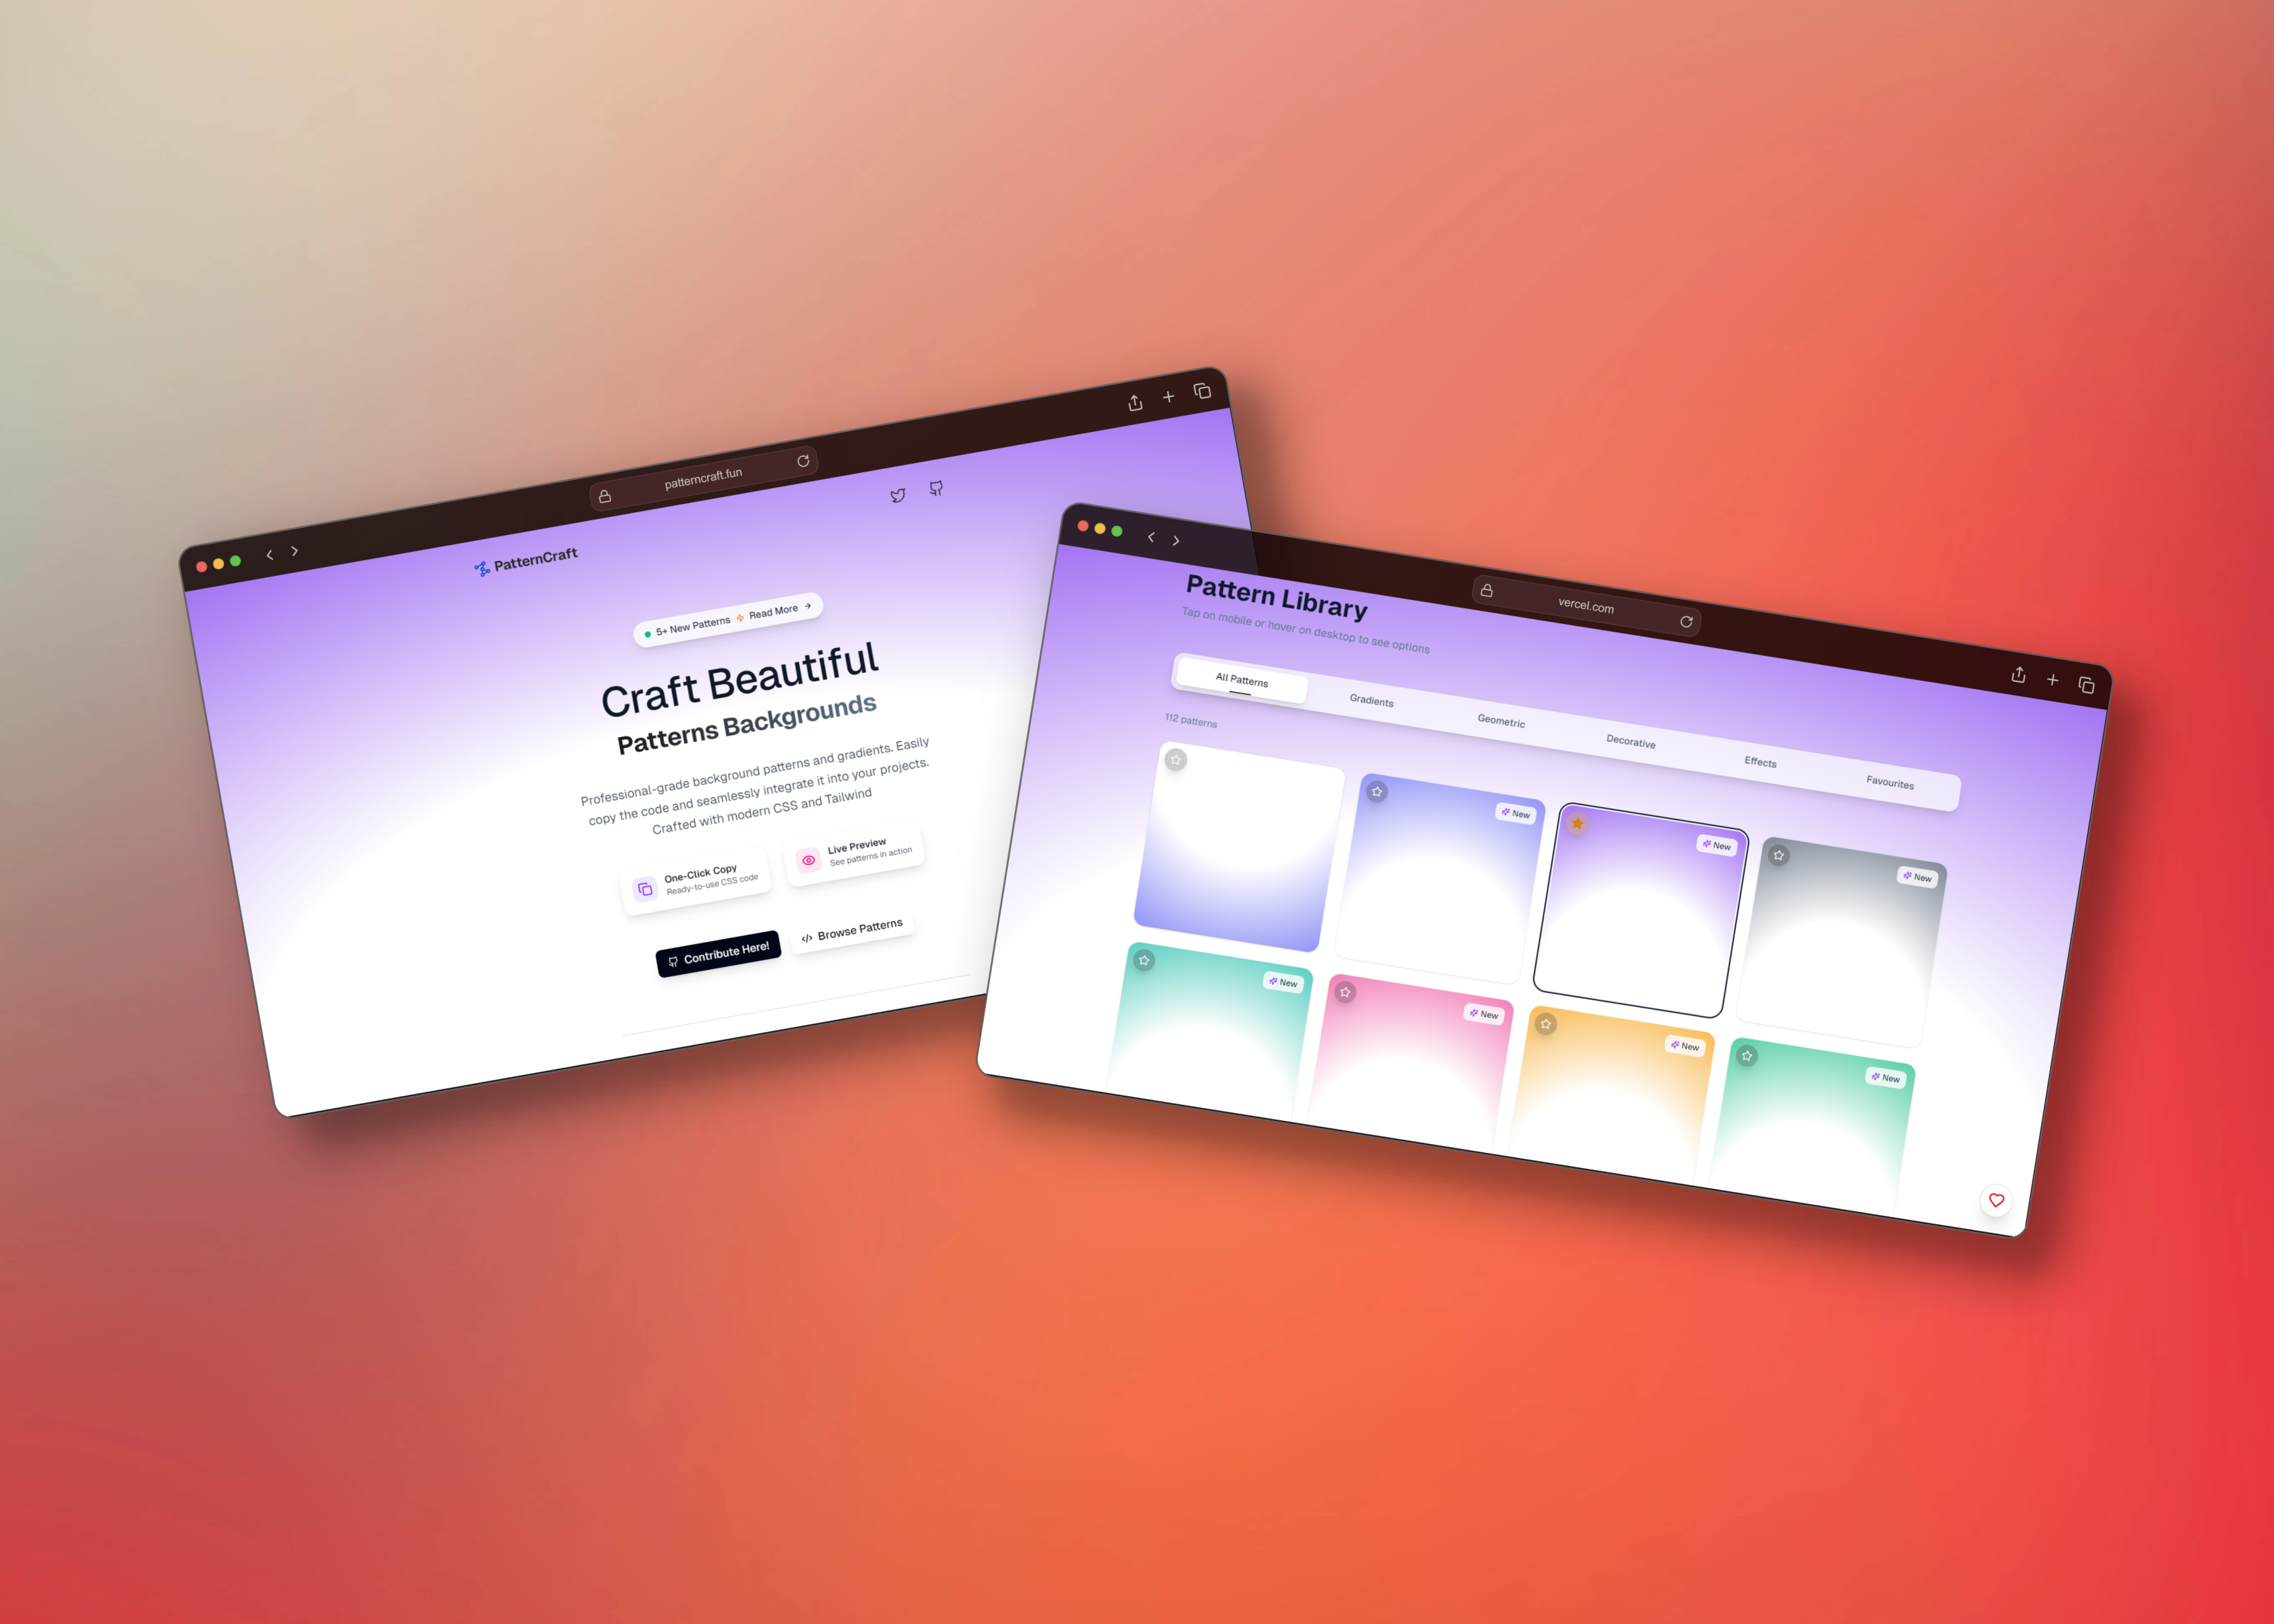 patterncraft.fun
PatternCraft
5+ New Patterns Read More →
Craft Beautiful
Patterns Backgrounds
Professional-grade background patterns and gradients. Easily
copy the code and seamlessly integrate it into your projects.
Crafted with modern CSS and Tailwind
One-Click Copy
Ready-to-use CSS code
Live Preview
See patterns in action
Contribute Here!
Browse Patterns
vercel.com
Pattern Library
Tap on mobile or hover on desktop to see options
All Patterns
Gradients
Geometric
Decorative
Effects
Favourites
112 patterns
New
New
New
New
New
New
New